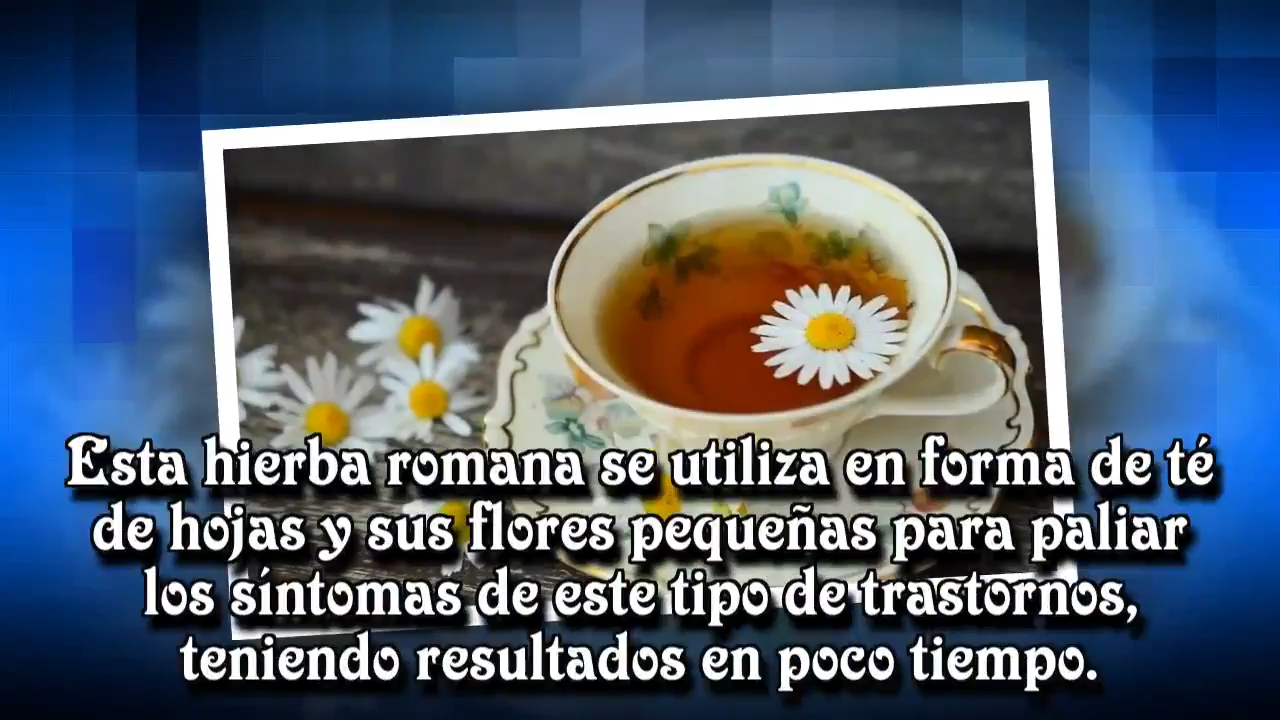 Esta hierba romana se utiliza en forma de té
de hojas y sus flores pequeñas para paliar
los síntomas de este tipo de trastornos,
teniendo resultados en poco tiempo.